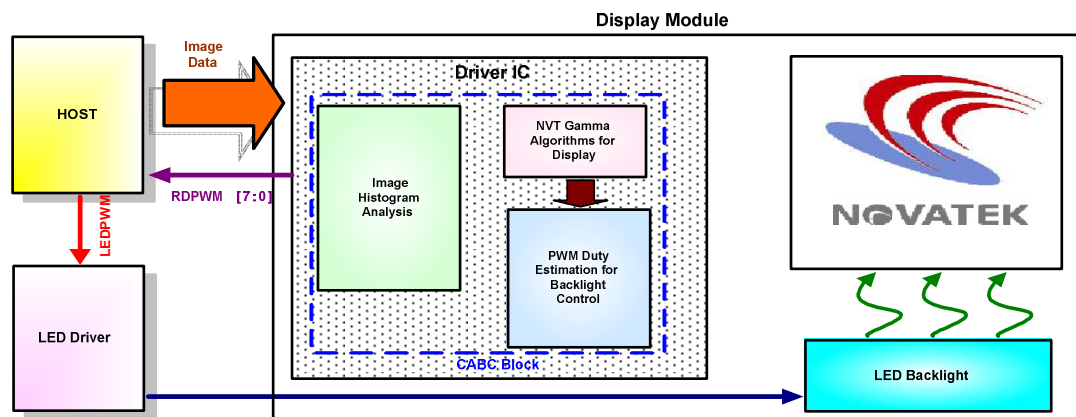 Display Module
Image
Data
HOST
Driver IC
NVT Gamma
Algorithms for
Display
Image
Histogram
Analysis
RDPWM [7:0]
LEDPWM
PWM Duty
Estimation for
Backlight
Control
NOVATEK
LED Driver
CABC Block
LED Backlight